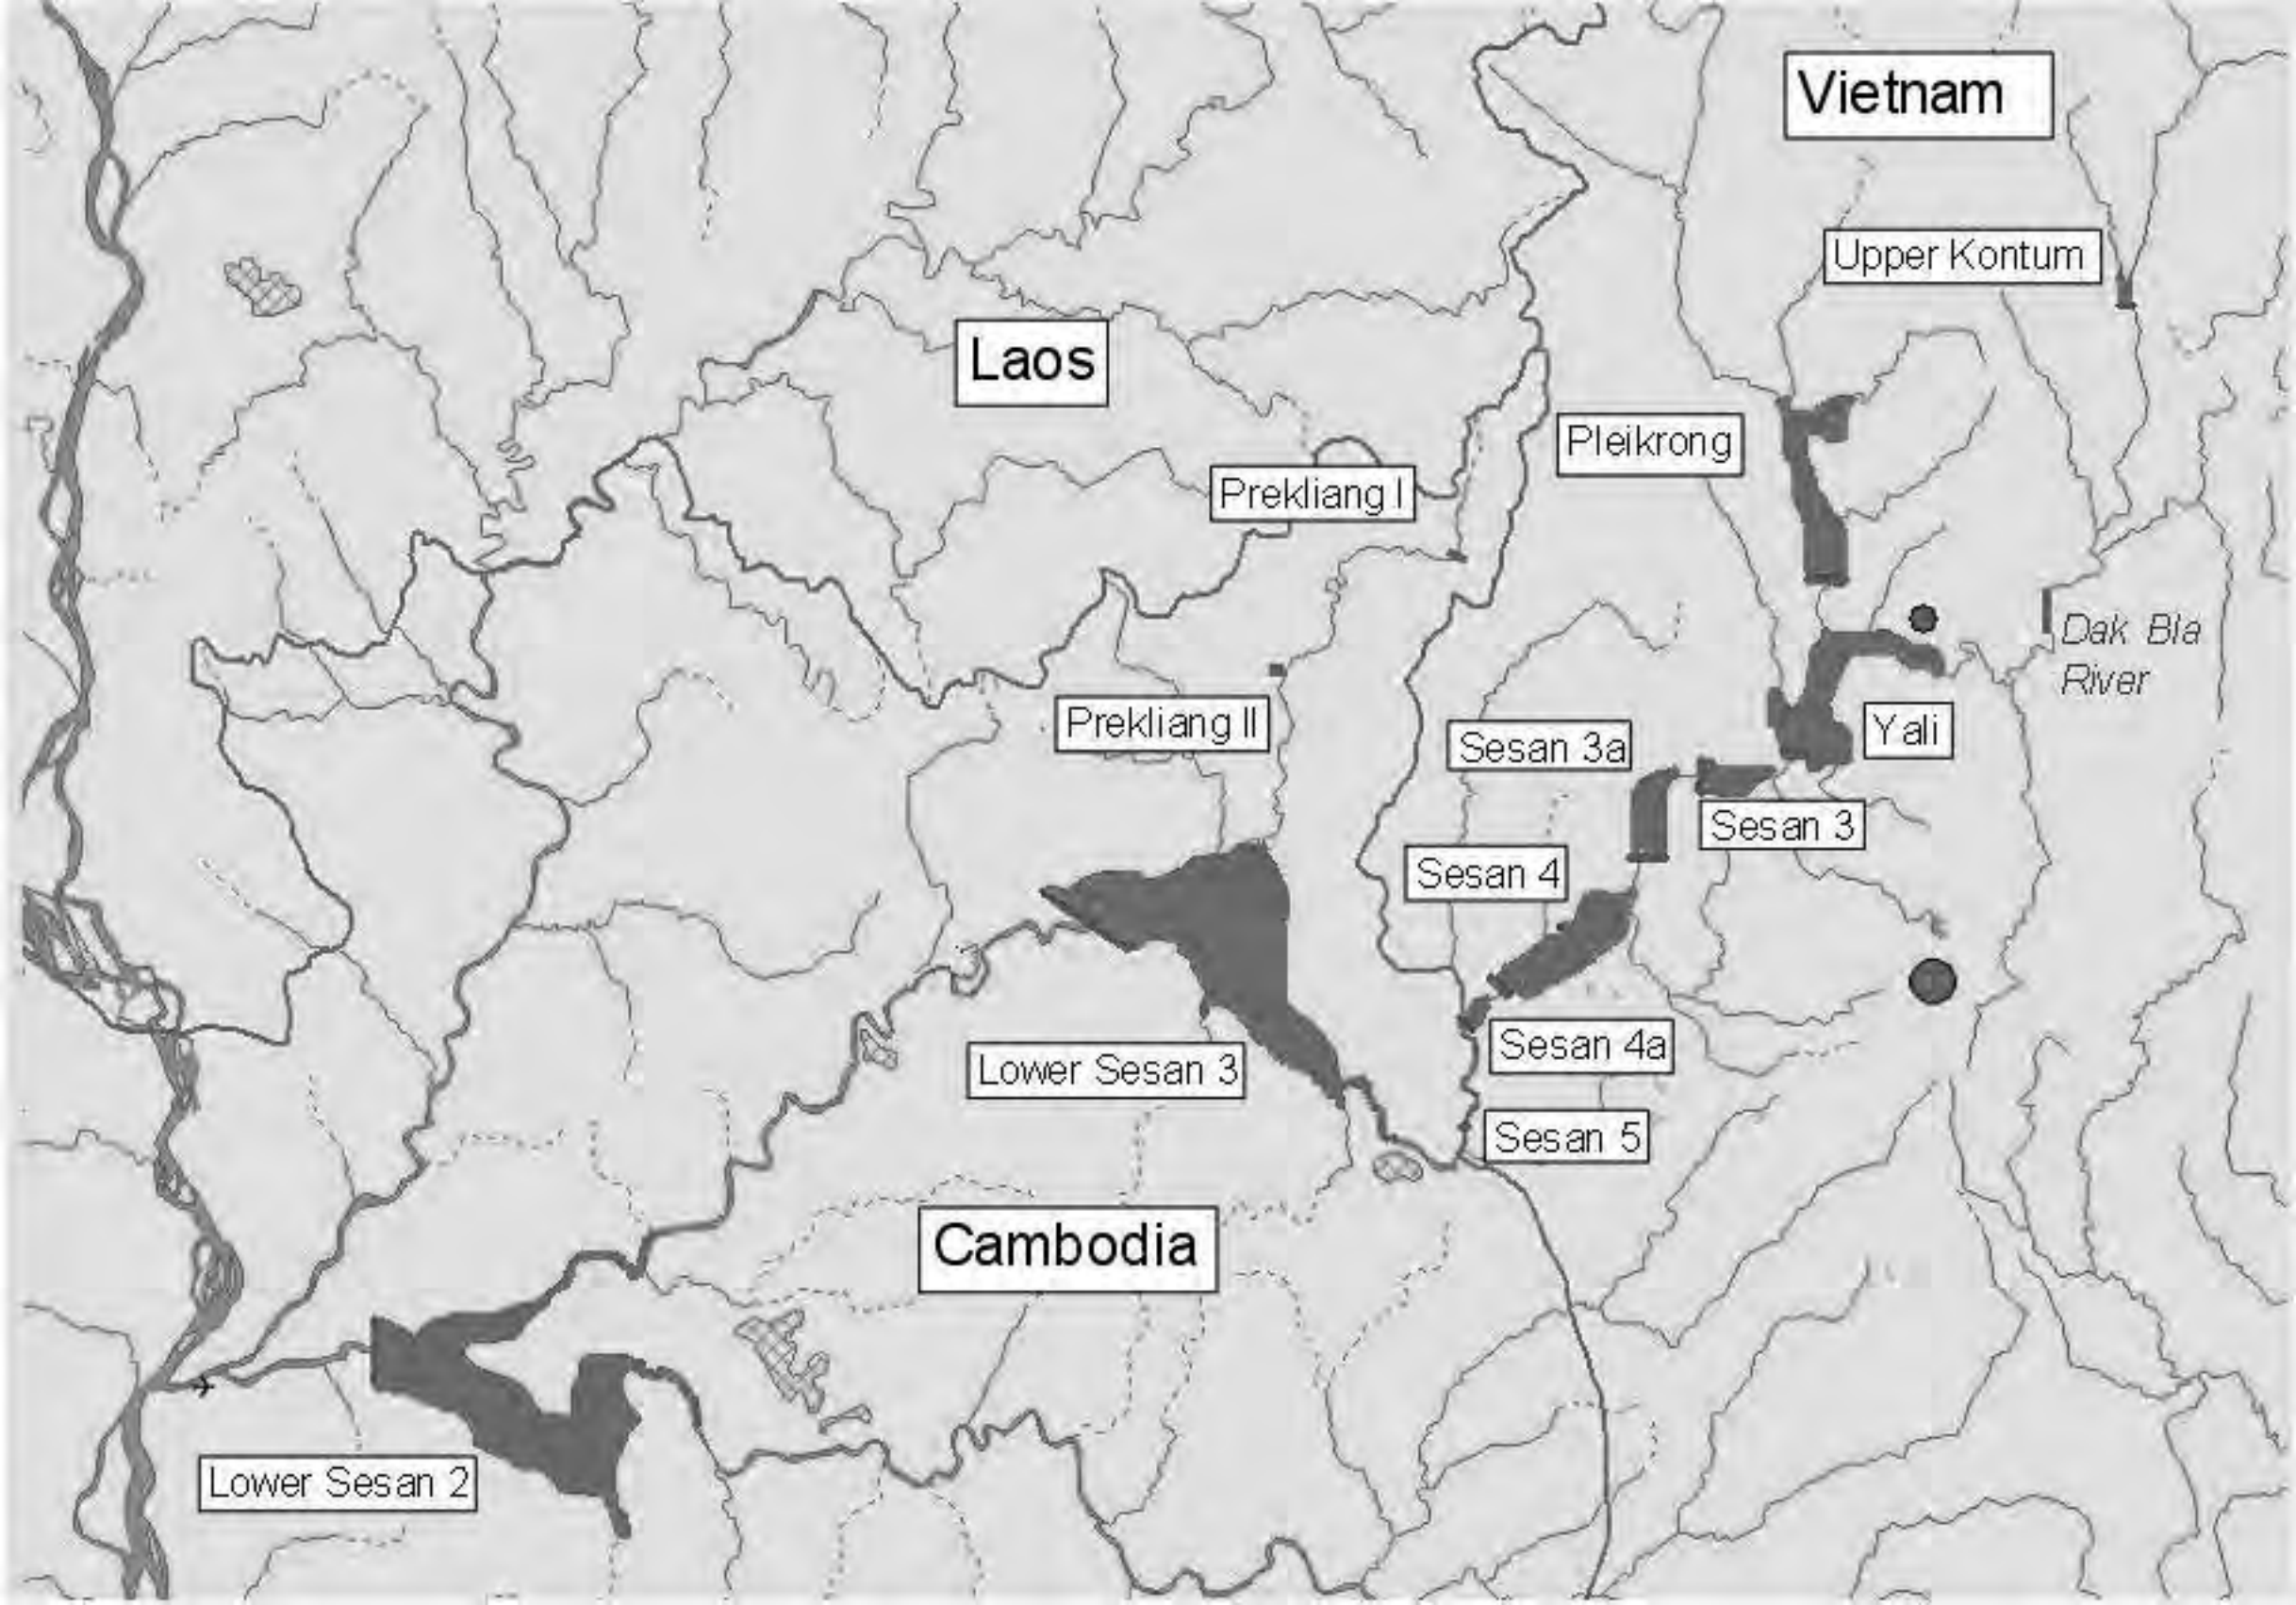 Vietnam
Upper Kontum
Laos
Pleikrong
Prekliang I
Dak Bla
River
Prekliang II
Yali
Sesan 3a
Sesan 3
Sesan 4
Sesan 4a
Lower Sesan 3
Sesan 5
Cambodia
Lower Sesan 2